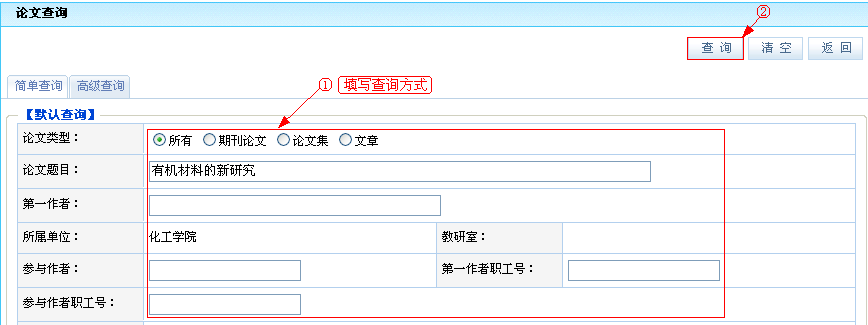 论文查询
②
查 询 清 空 返 回
简单查询 高级查询
① 填写查询方式
【默认查询】
论文类型： 所有 期刊论文 论文集 文章
论文题目： 有机材料的新研究
第一作者：
所属单位： 化工学院 教研室：
参与作者： 第一作者职工号：
参与作者职工号：